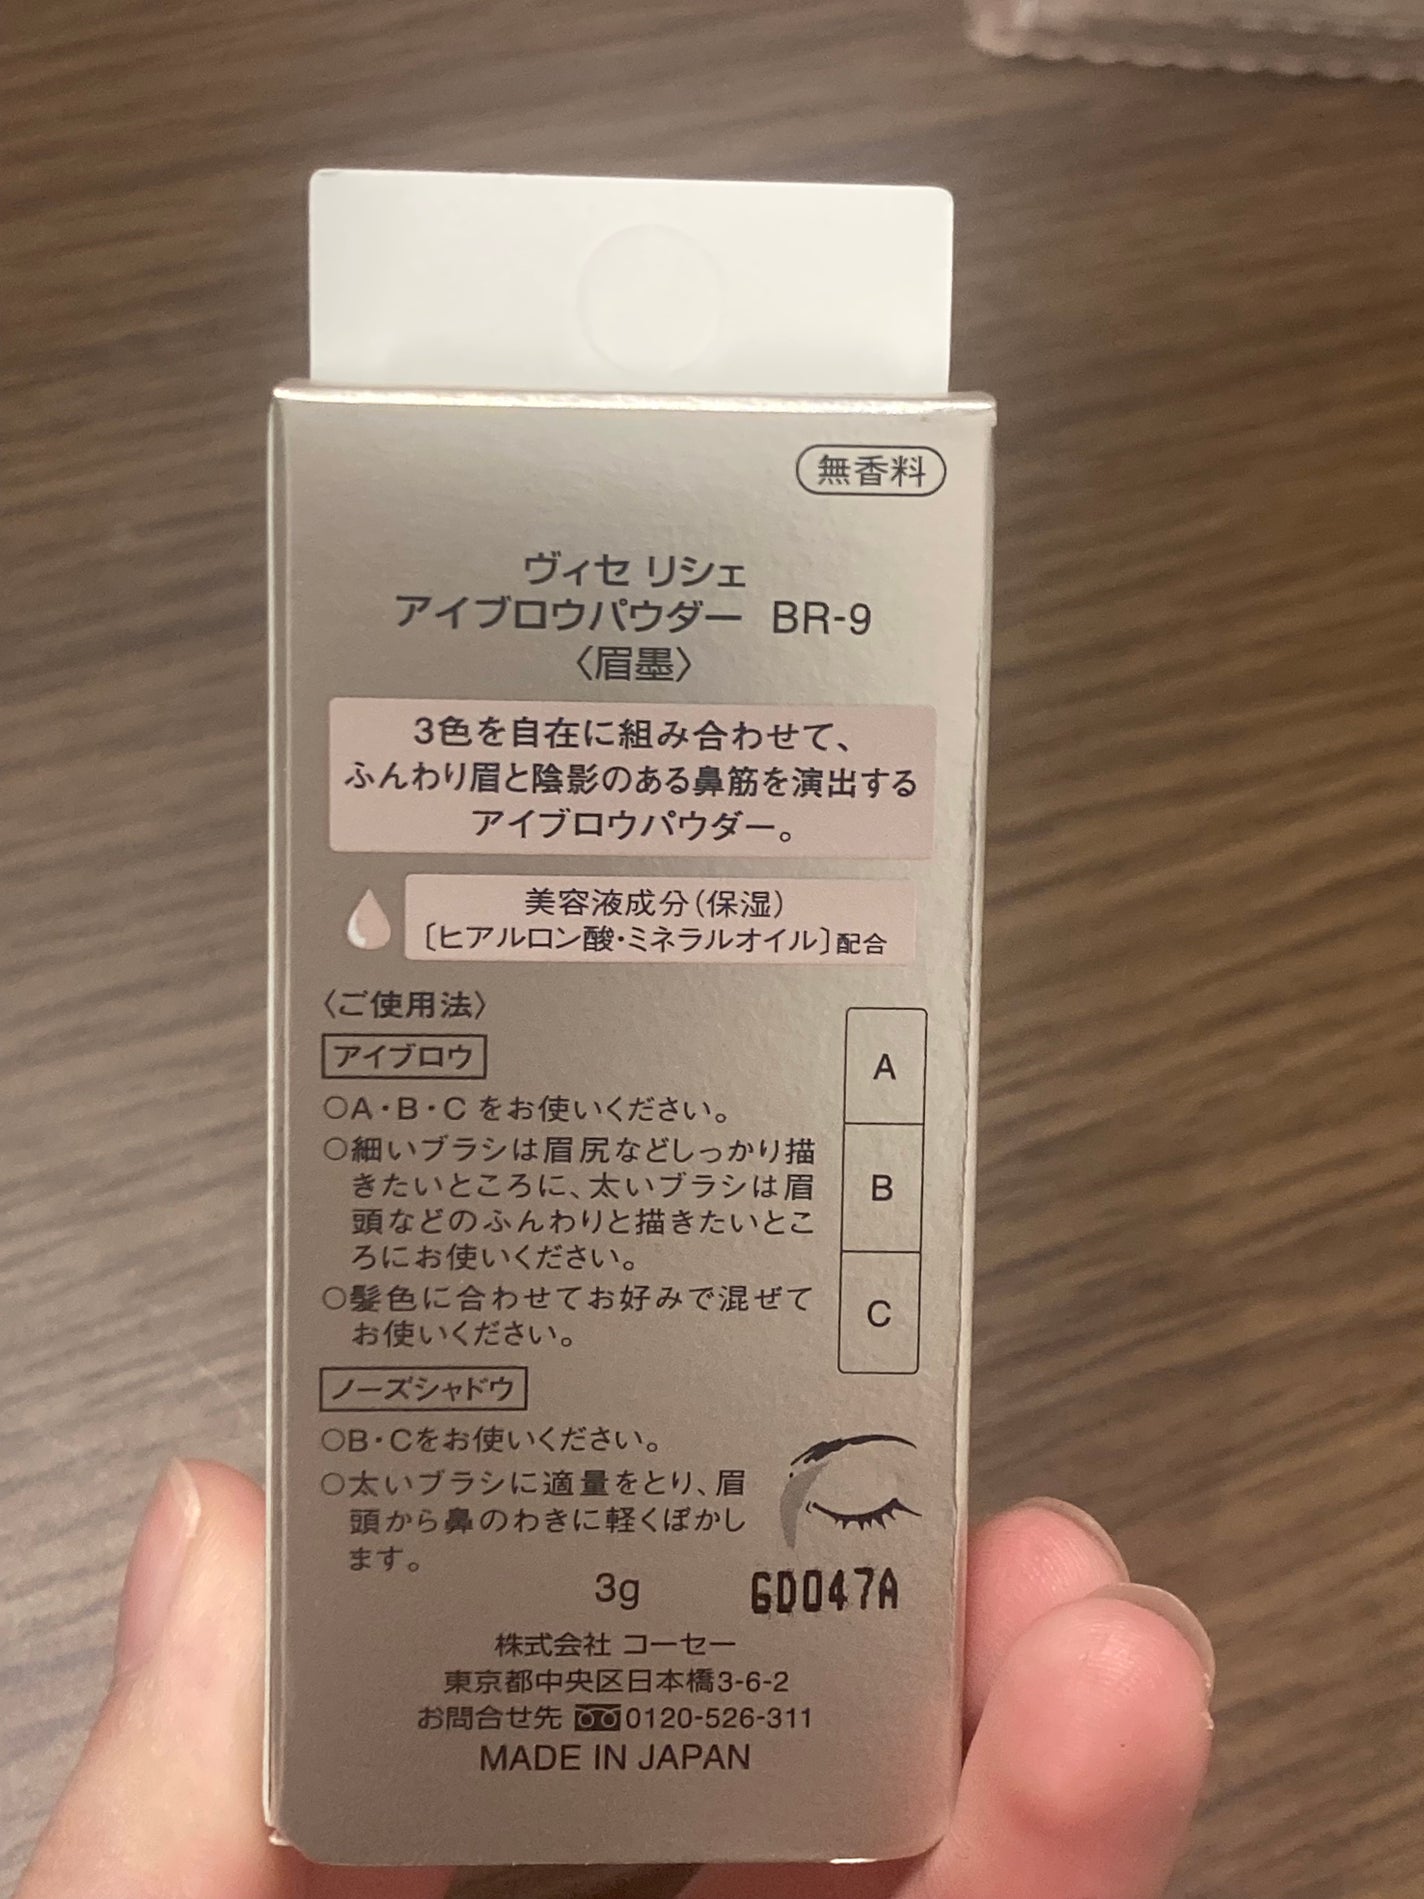 無香料
ヴィセ リシェ
アイブロウパウダー BR-9
〈眉墨〉
3色を自在に組み合わせて、
ふんわり眉と陰影のある鼻筋を演出する
アイブロウパウダー。
美容液成分(保湿)
〔ヒアルロン酸・ミネラルオイル〕配合
〈ご使用法〉
アイブロウ
○A・B・C をお使いください。
○細いブラシは眉尻などしっかり描
きたいところに、太いブラシは眉
頭などのふんわりと描きたいとこ
ろにお使いください。
○髪色に合わせてお好みで混ぜて
お使いください。
A
B
C
ノーズシャドウ
○B・Cをお使いください。
○太いブラシに適量をとり、眉
頭から鼻のわきに軽くぼかし
ます。
3g
GD047A
株式会社 コーセー
東京都中央区日本橋3-6-2
お問合せ先 0120-526-311
MADE IN JAPAN